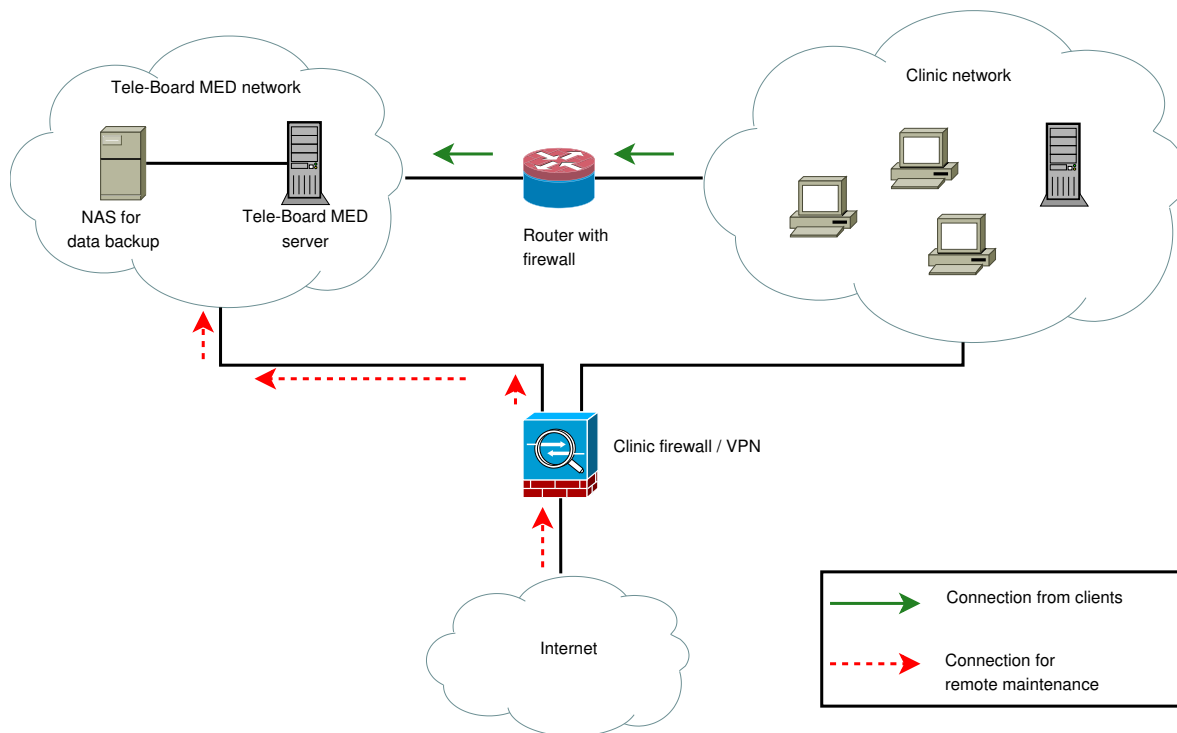 Tele-Board MED network
Clinic network
NAS for
data backup
Tele-Board MED
server
Router with
firewall
Clinic firewall / VPN
Internet
Connection from clients
Connection for
remote maintenance